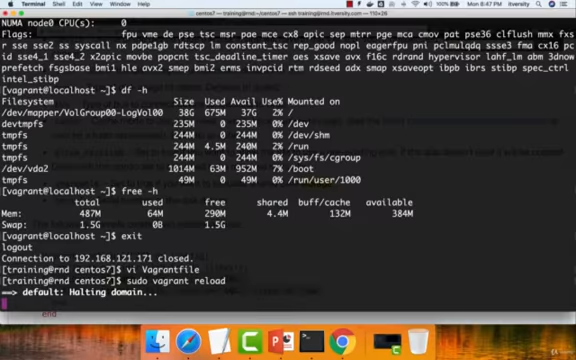 centos7 — training@rnd:~/centos7 — ssh training@rnd.itversity.com — 110×26
NUMA node0 CPU(s):     0
Flags:                 fpu vme de pse tsc msr pae mce cx8 apic sep mtrr pge mca cmov pat pse36 clflush mmx fxs
r sse sse2 ss syscall nx pdpe1gb rdtscp lm constant_tsc rep_good nopl eagerfpu pni pclmulqdq ssse3 fma cx16 pc
id sse4_1 sse4_2 x2apic movbe popcnt tsc_deadline_timer aes xsave avx f16c rdrand hypervisor lahf_lm abm 3dnow
prefetch fsgsbase bmi1 hle avx2 smep bmi2 erms invpcid rtm rdseed adx smap xsaveopt ibpb ibrs stibp spec_ctrl
intel_stibp
[vagrant@localhost ~]$ df -h
Filesystem                       Size  Used Avail Use% Mounted on
/dev/mapper/VolGroup00-LogVol00   38G  675M   37G   2% /
devtmpfs                         235M     0  235M   0% /dev
tmpfs                            244M     0  244M   0% /dev/shm
tmpfs                            244M  4.5M  240M   2% /run
tmpfs                            244M     0  244M   0% /sys/fs/cgroup
/dev/vda2                       1014M   63M  952M   7% /boot
tmpfs                             49M     0   49M   0% /run/user/1000
[vagrant@localhost ~]$ free -h
total        used        free      shared  buff/cache   available
Mem:           487M         64M        290M        4.4M        132M        384M
Swap:          1.5G          0B        1.5G
[vagrant@localhost ~]$ exit
logout
Connection to 192.168.121.171 closed.
[training@rnd centos7]$ vi Vagrantfile
[training@rnd centos7]$ sudo vagrant reload
==> default: Halting domain...
end